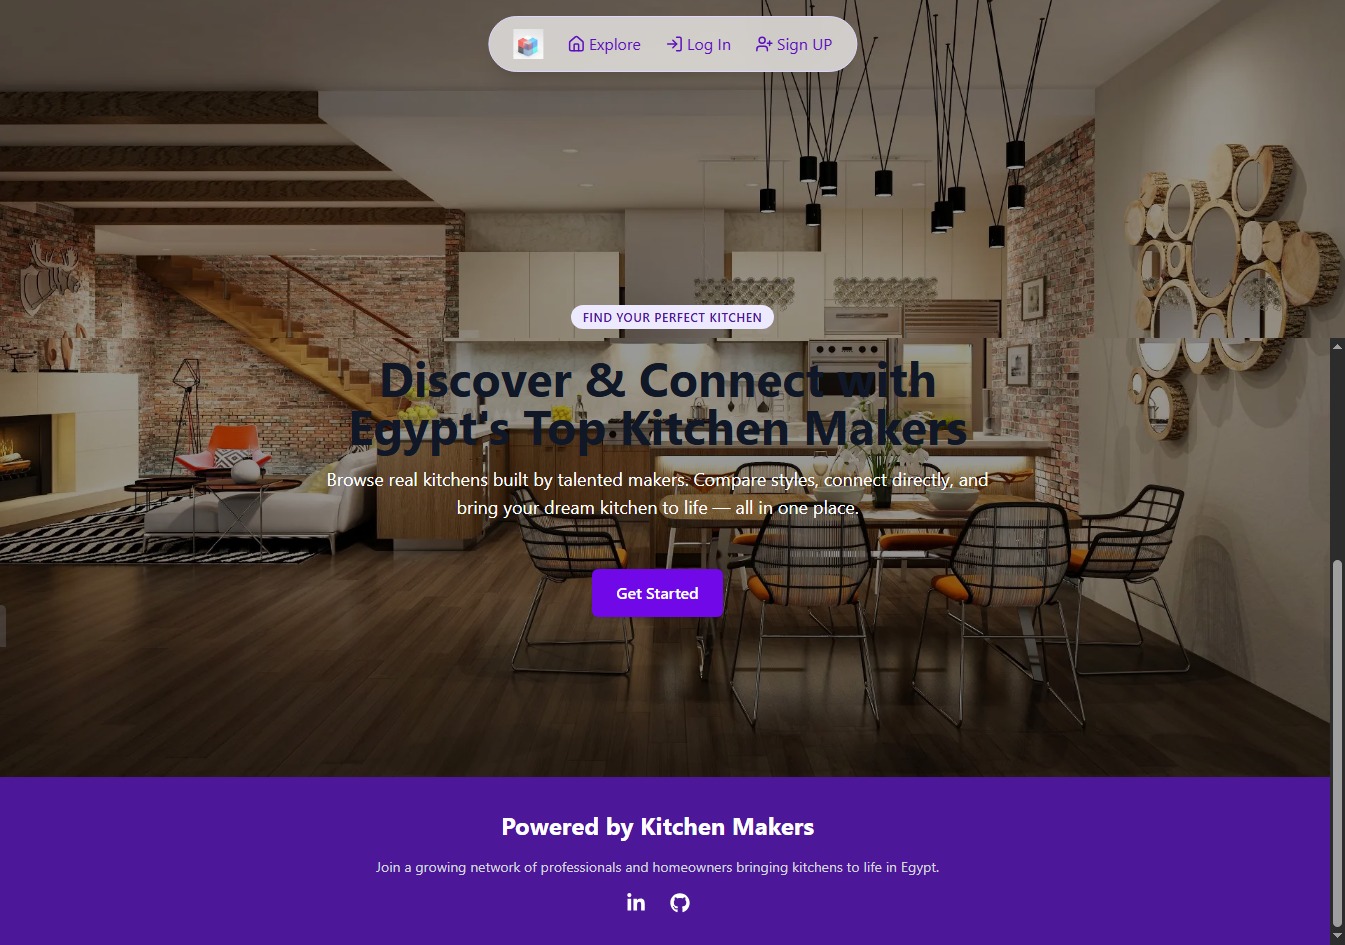 Explore Log In Sign UP
FIND YOUR PERFECT KITCHEN
Discover & Connect with
Egypt's Top Kitchen Makers
Browse real kitchens built by talented makers. Compare styles, connect directly, and
bring your dream kitchen to life — all in one place.
Get Started
Powered by Kitchen Makers
Join a growing network of professionals and homeowners bringing kitchens to life in Egypt.
in